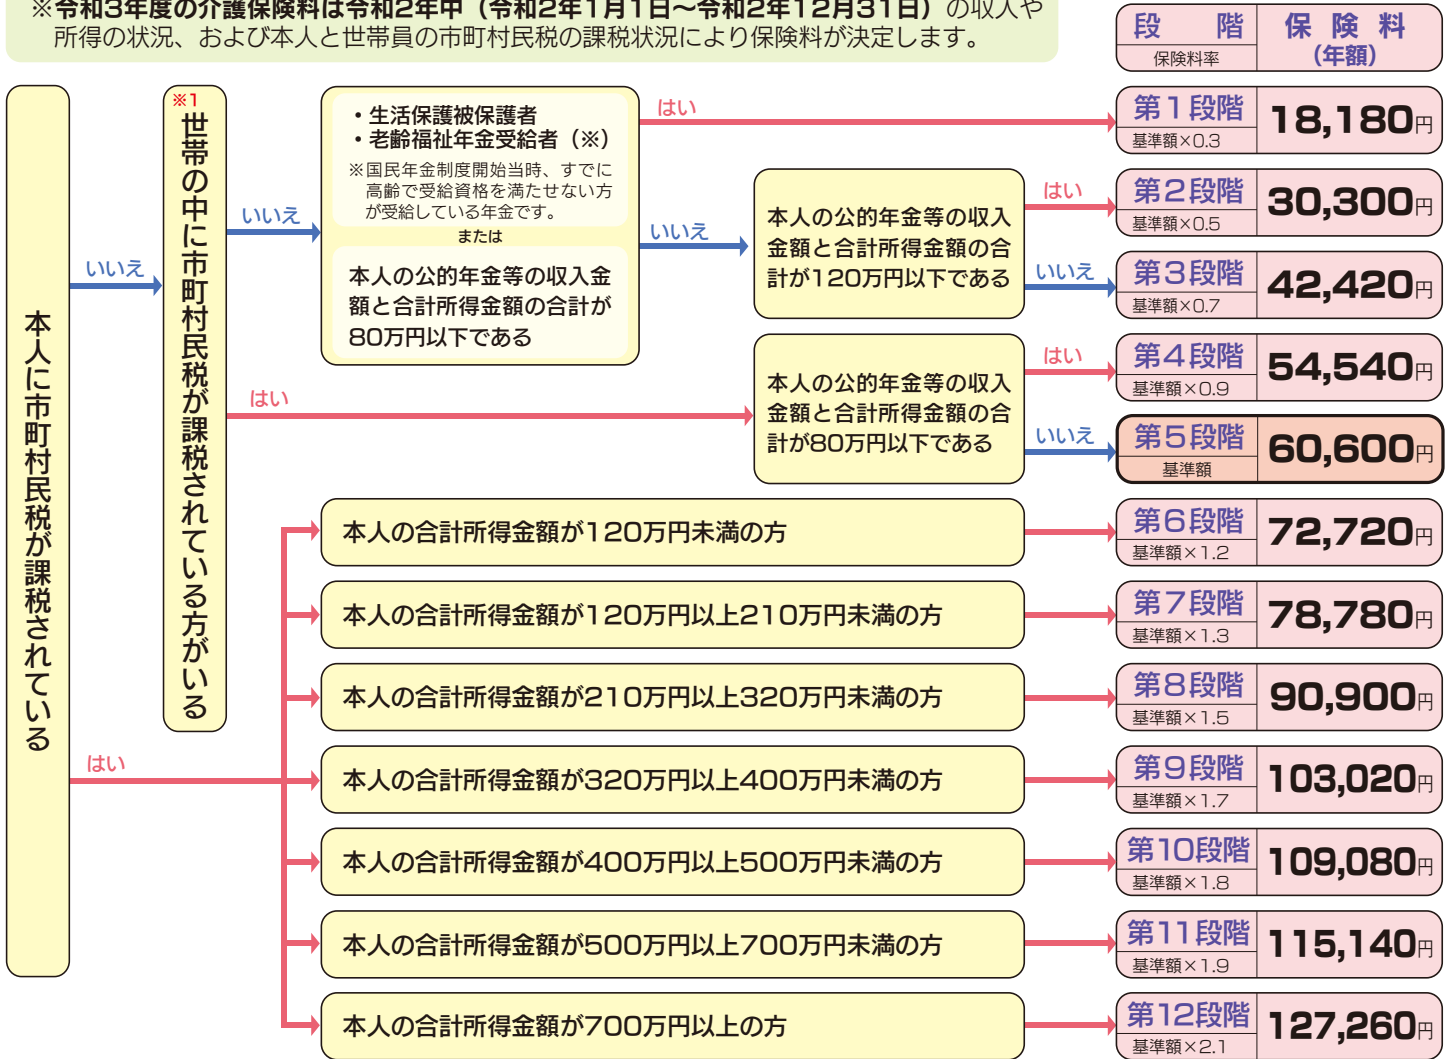 ※令和3年度の介護保険料は令和2年中（令和2年1月1日～令和2年12月31日）の収入や
所得の状況、および本人と世帯員の市町村民税の課税状況により保険料が決定します。
段　階
保険料率
保 険 料
（年額）
本人に市町村民税が課税されている
いいえ
はい
※1
世帯の中に市町村民税が課税されている方がいる
いいえ
はい
・生活保護被保護者
・老齢福祉年金受給者（※）
※国民年金制度開始当時、すでに
高齢で受給資格を満たせない方
が受給している年金です。
または
本人の公的年金等の収入金
額と合計所得金額の合計が
80万円以下である
はい
いいえ
本人の公的年金等の収入
金額と合計所得金額の合
計が120万円以下である
はい
いいえ
本人の公的年金等の収入
金額と合計所得金額の合
計が80万円以下である
はい
いいえ
第1段階
基準額×0.3
18,180円
第2段階
基準額×0.5
30,300円
第3段階
基準額×0.7
42,420円
第4段階
基準額×0.9
54,540円
第5段階
基準額
60,600円
本人の合計所得金額が120万円未満の方
第6段階
基準額×1.2
72,720円
本人の合計所得金額が120万円以上210万円未満の方
第7段階
基準額×1.3
78,780円
本人の合計所得金額が210万円以上320万円未満の方
第8段階
基準額×1.5
90,900円
本人の合計所得金額が320万円以上400万円未満の方
第9段階
基準額×1.7
103,020円
本人の合計所得金額が400万円以上500万円未満の方
第10段階
基準額×1.8
109,080円
本人の合計所得金額が500万円以上700万円未満の方
第11段階
基準額×1.9
115,140円
本人の合計所得金額が700万円以上の方
第12段階
基準額×2.1
127,260円